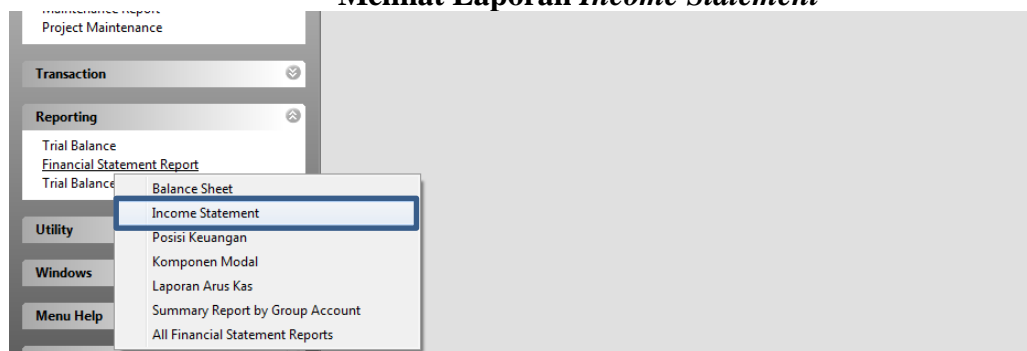 Melihat Laporan Income Statement
Maintenance Report
Project Maintenance
Transaction
Reporting
Trial Balance
Financial Statement Report
Trial Balance
Balance Sheet
Income Statement
Posisi Keuangan
Komponen Modal
Laporan Arus Kas
Summary Report by Group Account
All Financial Statement Reports
Utility
Windows
Menu Help